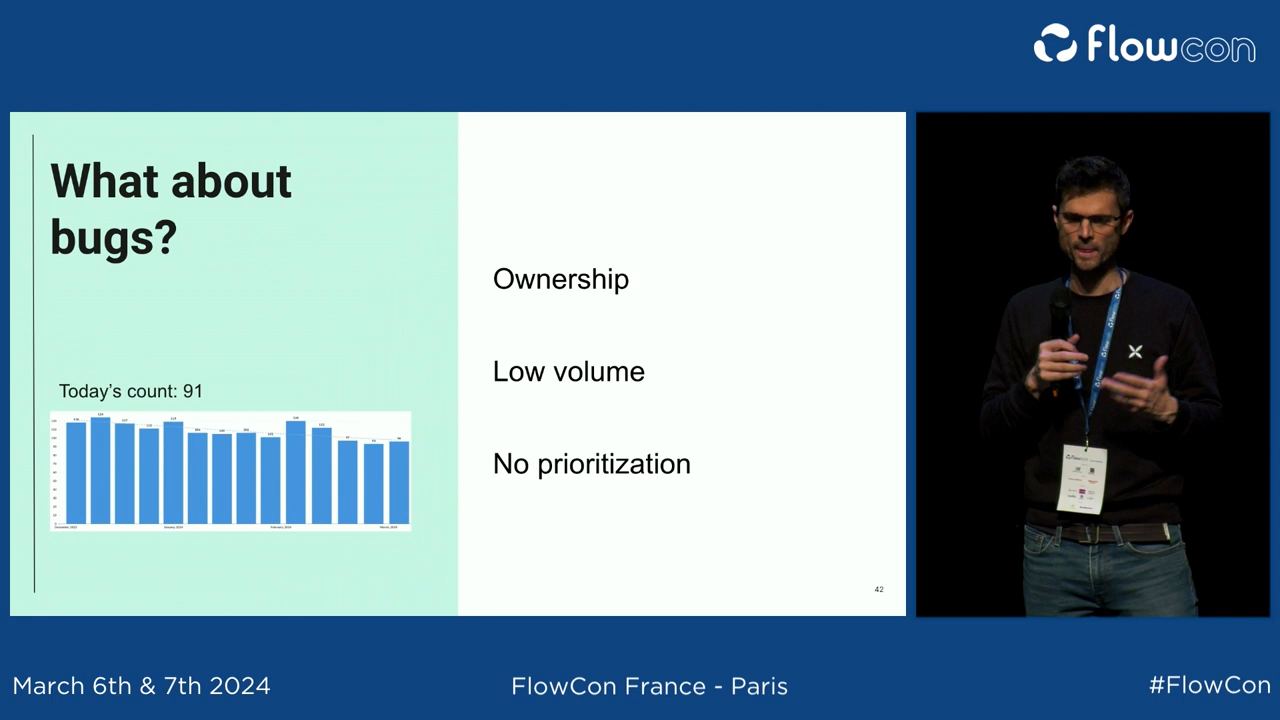 flowcon
What about
bugs?
Today's count: 91
Ownership
Low volume
No prioritization
42
March 6th & 7th 2024
FlowCon France - Paris
#FlowCon